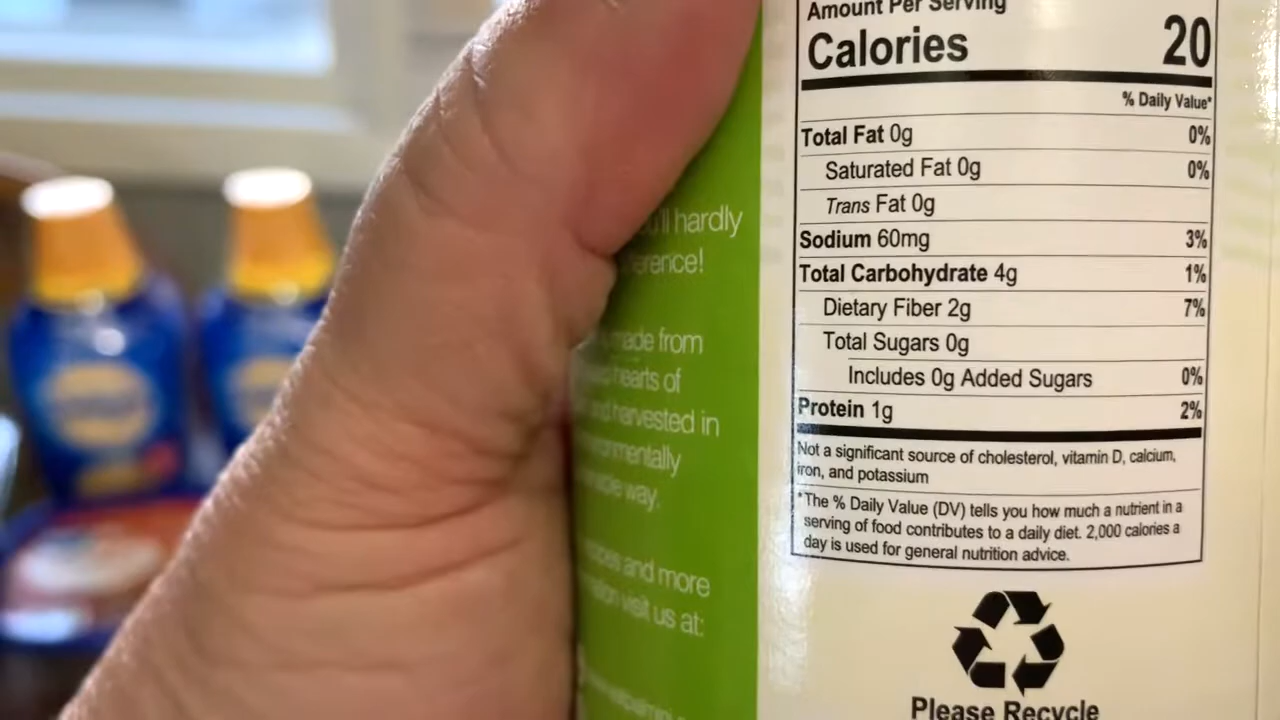 u'll hardly
erence!
made from
hearts of
and harvested in
onmentally
way.
and more
visit us at:
Amount Per Serving
Calories 20
% Daily Value*
Total Fat 0g 0%
Saturated Fat 0g 0%
Trans Fat 0g
Sodium 60mg 3%
Total Carbohydrate 4g 1%
Dietary Fiber 2g 7%
Total Sugars 0g
Includes 0g Added Sugars 0%
Protein 1g 2%
Not a significant source of cholesterol, vitamin D, calcium,
iron, and potassium
*The % Daily Value (DV) tells you how much a nutrient in a
serving of food contributes to a daily diet. 2,000 calories a
day is used for general nutrition advice.
Please Recycle